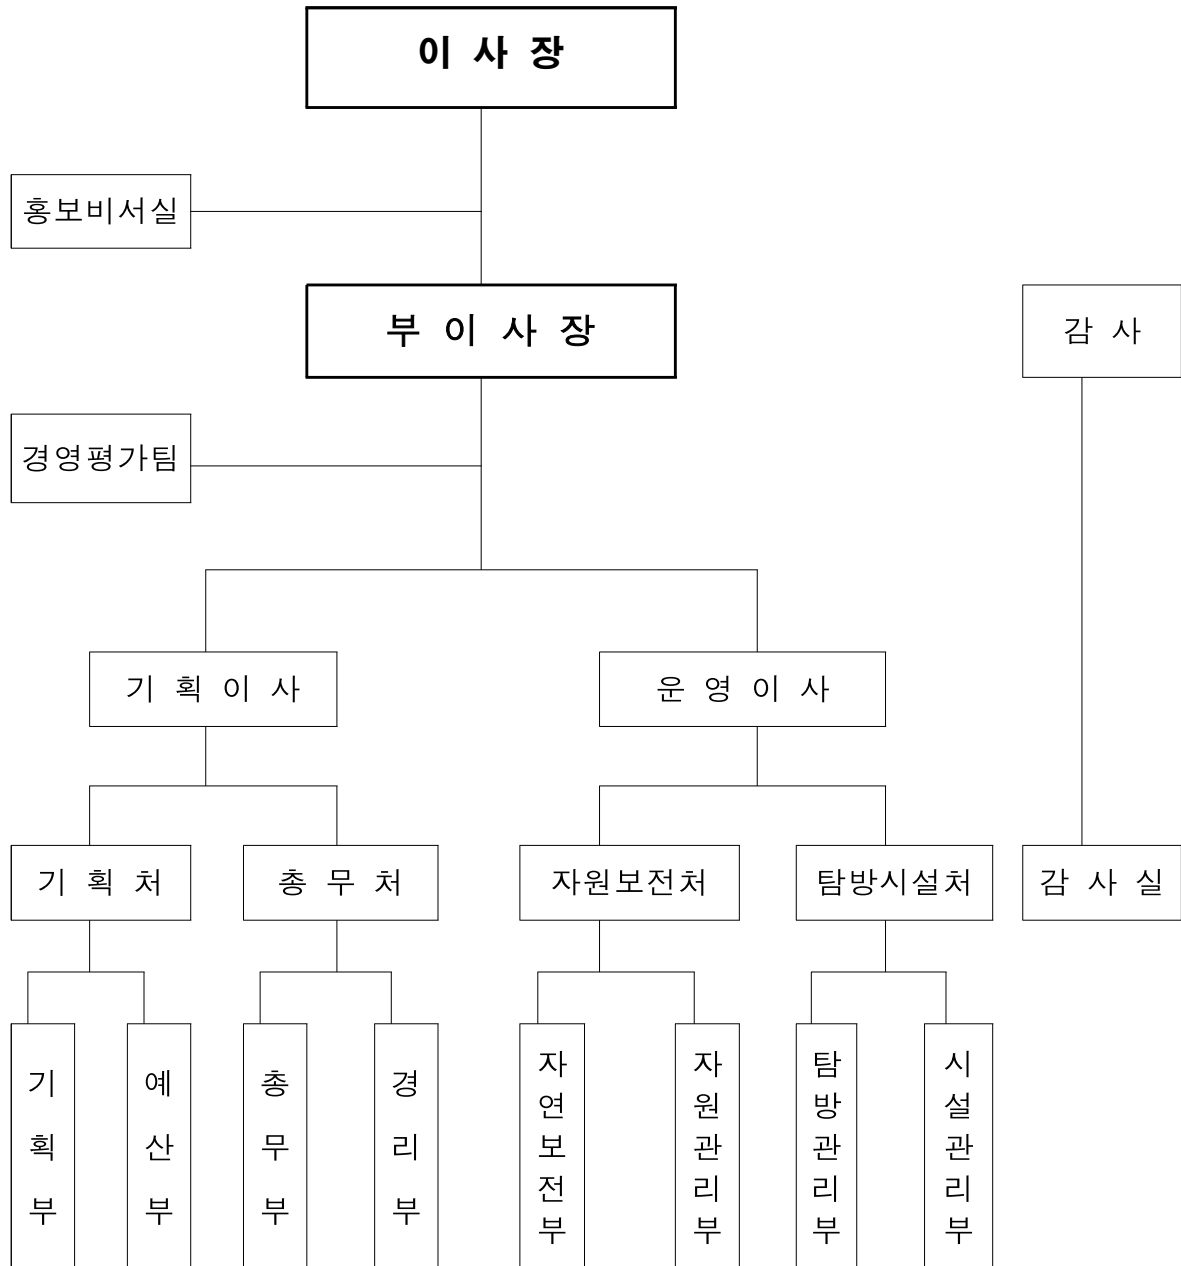 이 사 장
홍보비서실
부 이 사 장
감 사
경영평가팀
기 획 이 사
운 영 이 사
기 획 처
총 무 처
자원보전처
탐방시설처
감 사 실
기획부
예산부
총무부
경리부
자연보전부
자원관리부
탐방관리부
시설관리부